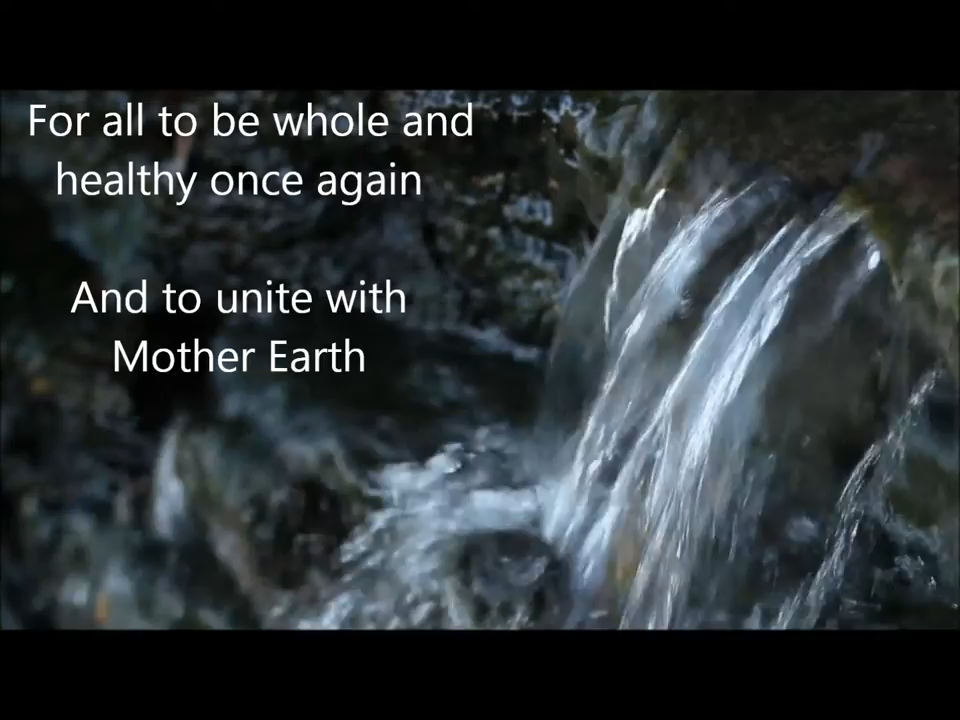 For all to be whole and
healthy once again
And to unite with
Mother Earth